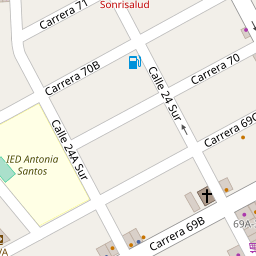 Carrera 71
Sonrisalud
Carrera 70B
Calle 24 Sur
Carrera 70
Carrera 69C
IED Antonia
Santos
Calle 24A Sur
Carrera 69B